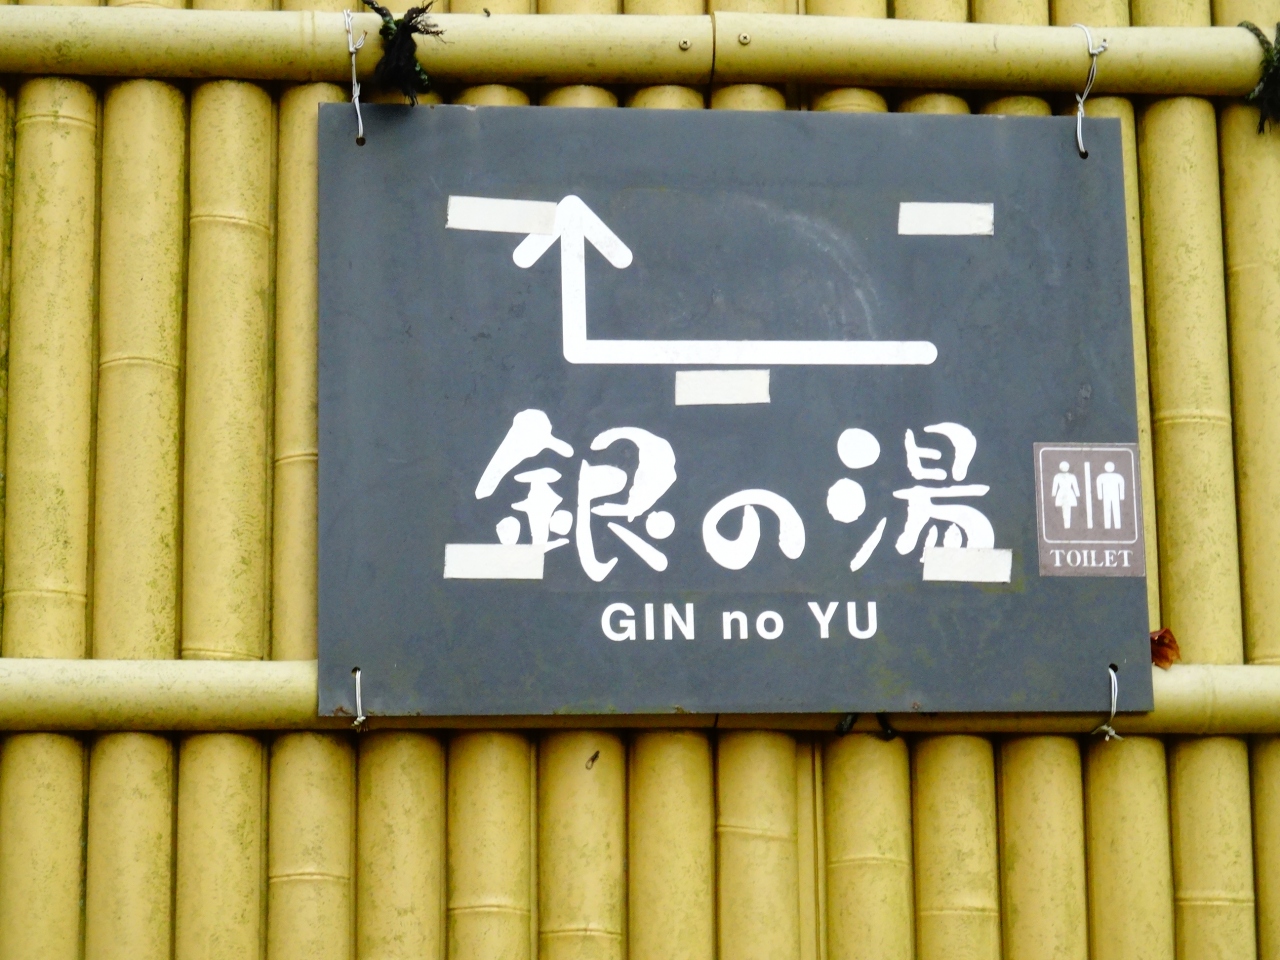 銀の湯
TOILET
GIN no YU